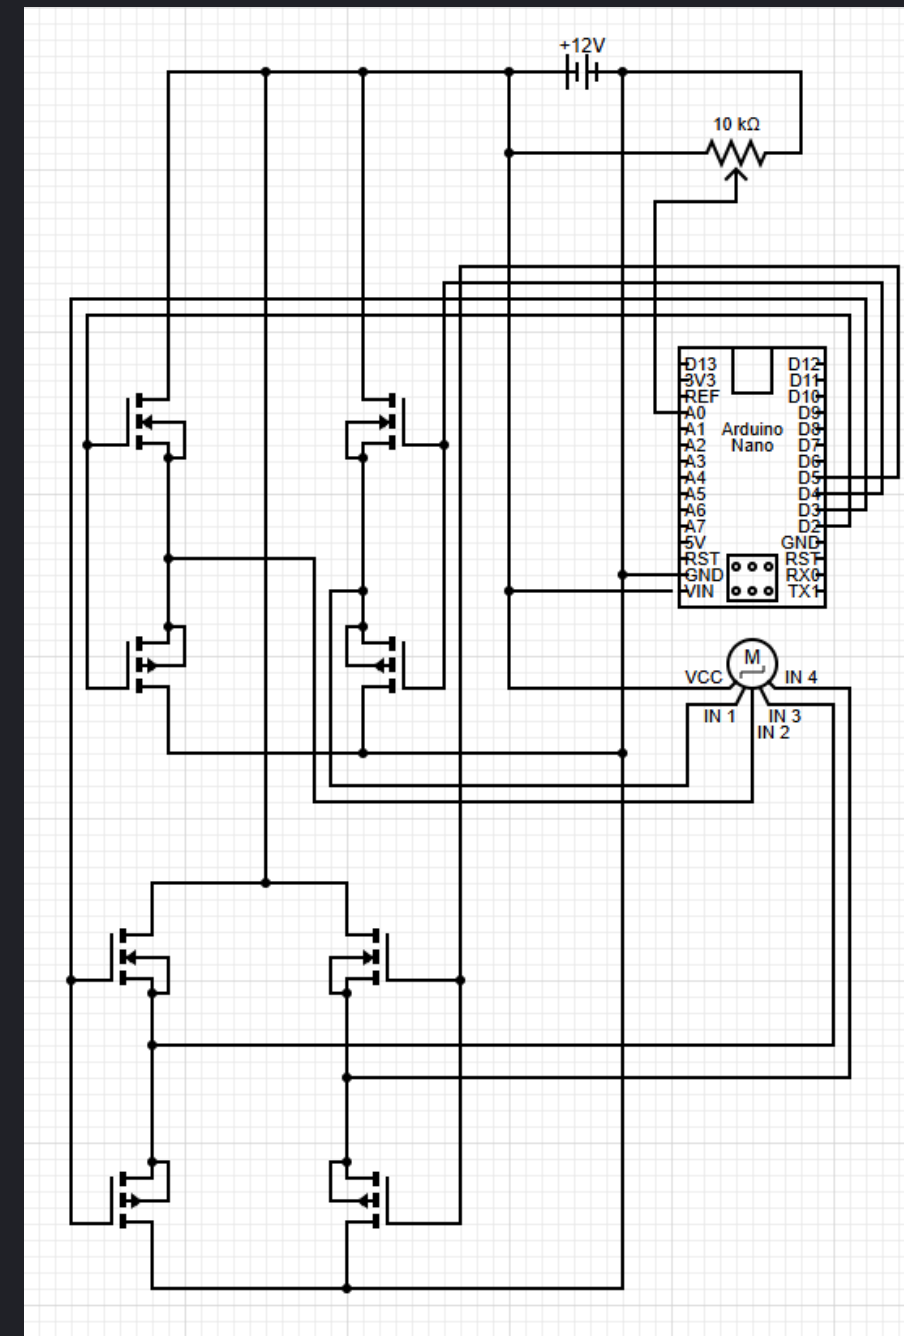 +12V
10 kΩ
D13
3V3
REF
A0
A1
A2
A3
A4
A5
A6
A7
5V
RST
GND
VIN
Arduino
Nano
D12
D11
D10
D9
D8
D7
D6
D5
D4
D3
D2
GND
RST
RX0
TX1
M
VCC
IN 4
IN 1
IN 3
IN 2